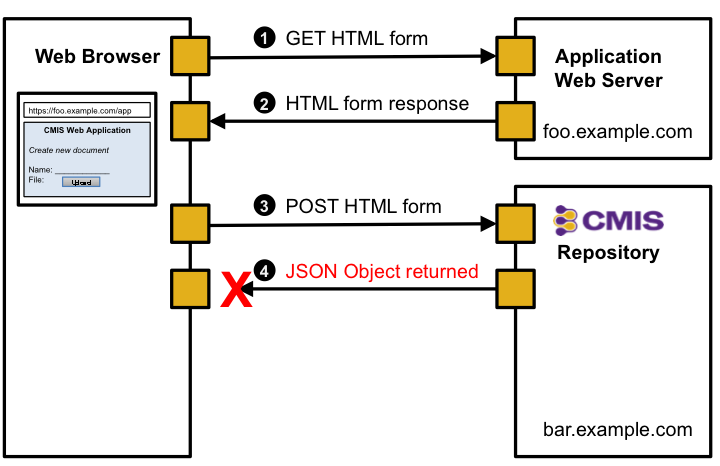 Web Browser
https://foo.example.com/app
CMIS Web Application
Create new document
Name: ____________
File: Upload
1 GET HTML form
2 HTML form response
3 POST HTML form
X 4 JSON Object returned
Application
Web Server
foo.example.com
CMIS
Repository
bar.example.com